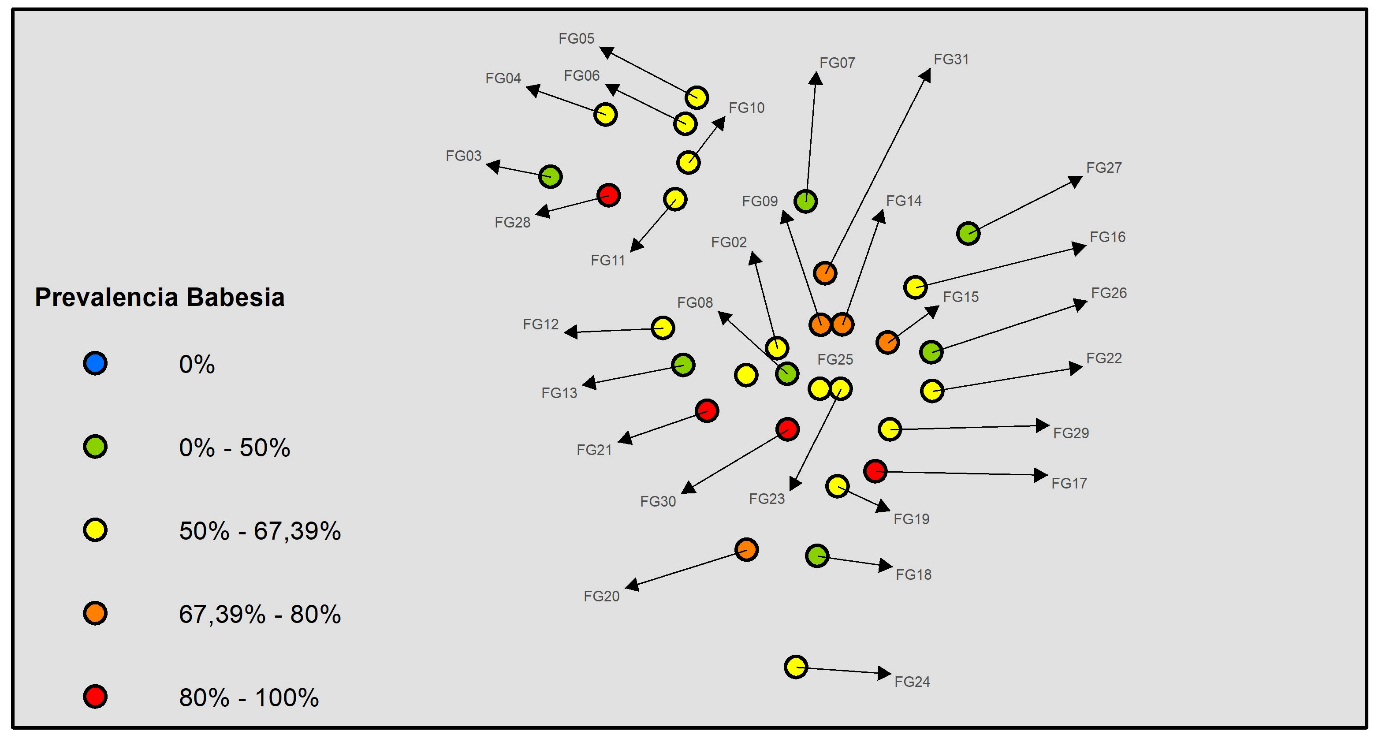 FG05
FG07
FG31
FG04
FG06
FG10
FG03
FG27
FG28
FG09
FG14
FG11
FG02
FG16
Prevalencia Babesia
FG08
FG15
FG26
FG12
FG25
FG22
0%
FG13
FG29
0% - 50%
FG21
FG30
FG23
FG17
50% - 67,39%
FG19
FG18
FG20
67,39% - 80%
FG24
80% - 100%